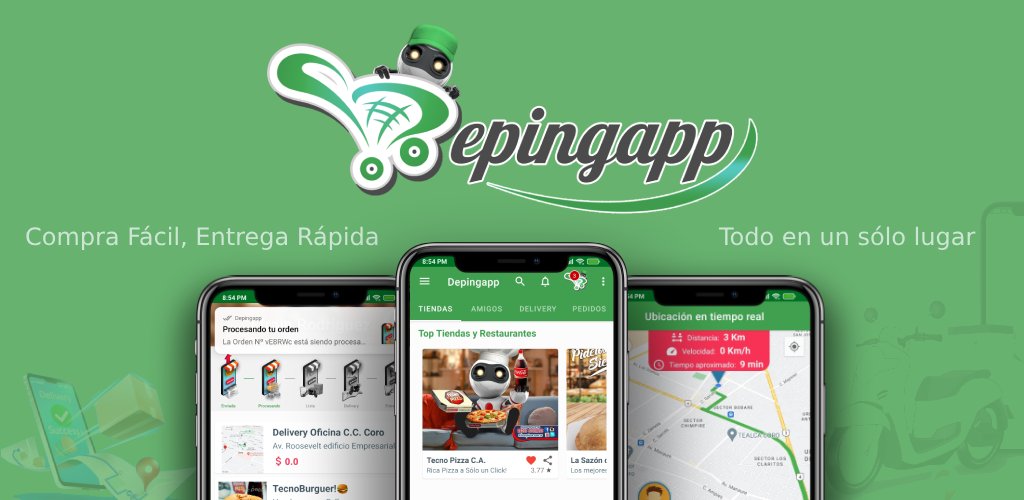 Depingapp
Compra Fácil, Entrega Rápida
Todo en un sólo lugar
8:54 PM
Depingapp
Procesando tu orden
La Orden Nº vE8RWc está siendo procesa...
Enviado
Procesando
Lista
Delivery
Delivery Oficina C.C. Coro
Av. Roosevelt edificio Empresarial
$ 0.0
TecnoBurguer!🍔
8:54 PM
Depingapp
3
TIENDAS
AMIGOS
DELIVERY
PEDIDOS
Top Tiendas y Restaurantes
Tecno Pizza C.A.
Rica Pizza a Sólo un Click!
3.77 ★
La Sazón
Los mejores
8:54 PM
Ubicación en tiempo real
Distancia: 3 Km
Velocidad: 0 Km/h
Tiempo aproximado: 9 min
SECTOR BOBARE
SECTOR
CHIMPIRE
TEALCA CORO
SECTOR LOS
CLARITOS
Delivery
Success